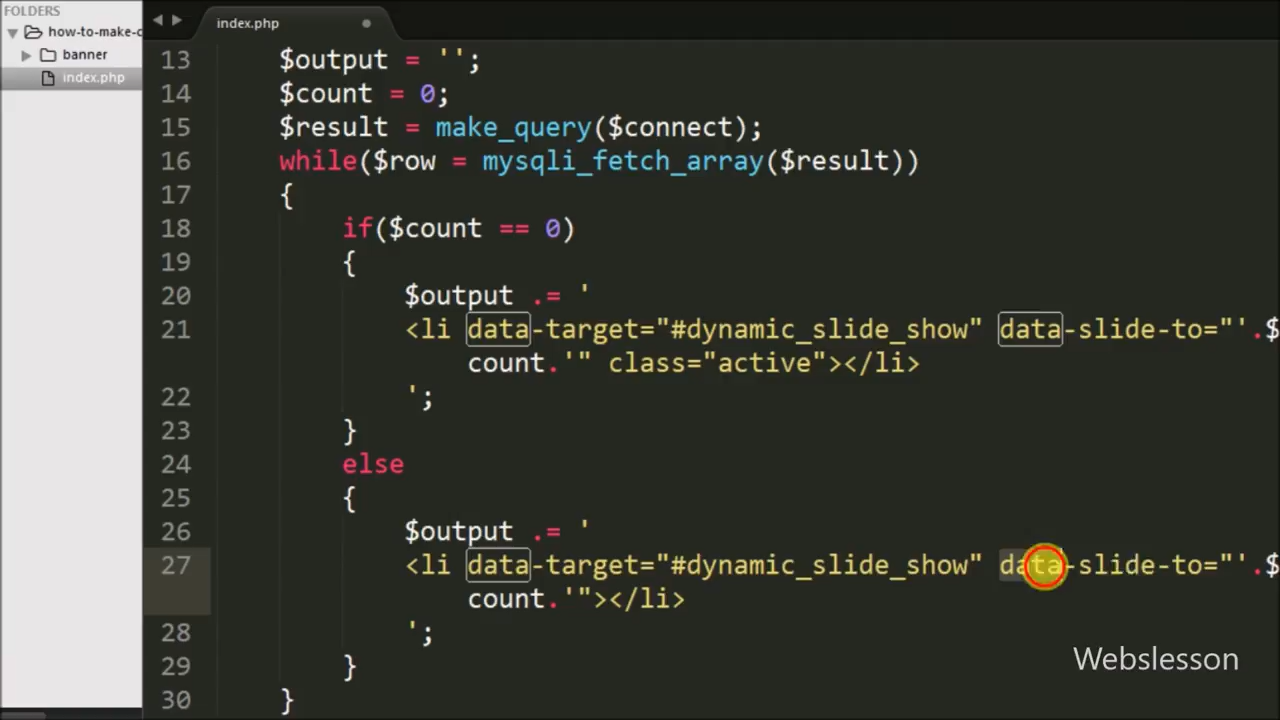 FOLDERS
how-to-make-c
banner
index.php
index.php
13 $output = '';
14 $count = 0;
15 $result = make_query($connect);
16 while($row = mysqli_fetch_array($result))
17 {
18 if($count == 0)
19 {
20 $output .= '
21 <li data-target="#dynamic_slide_show" data-slide-to="'.$
count.'" class="active"></li>
22 ';
23 }
24 else
25 {
26 $output .= '
27 <li data-target="#dynamic_slide_show" data-slide-to="'.$
count.'"></li>
28 ';
29 }
30 }
Webslesson